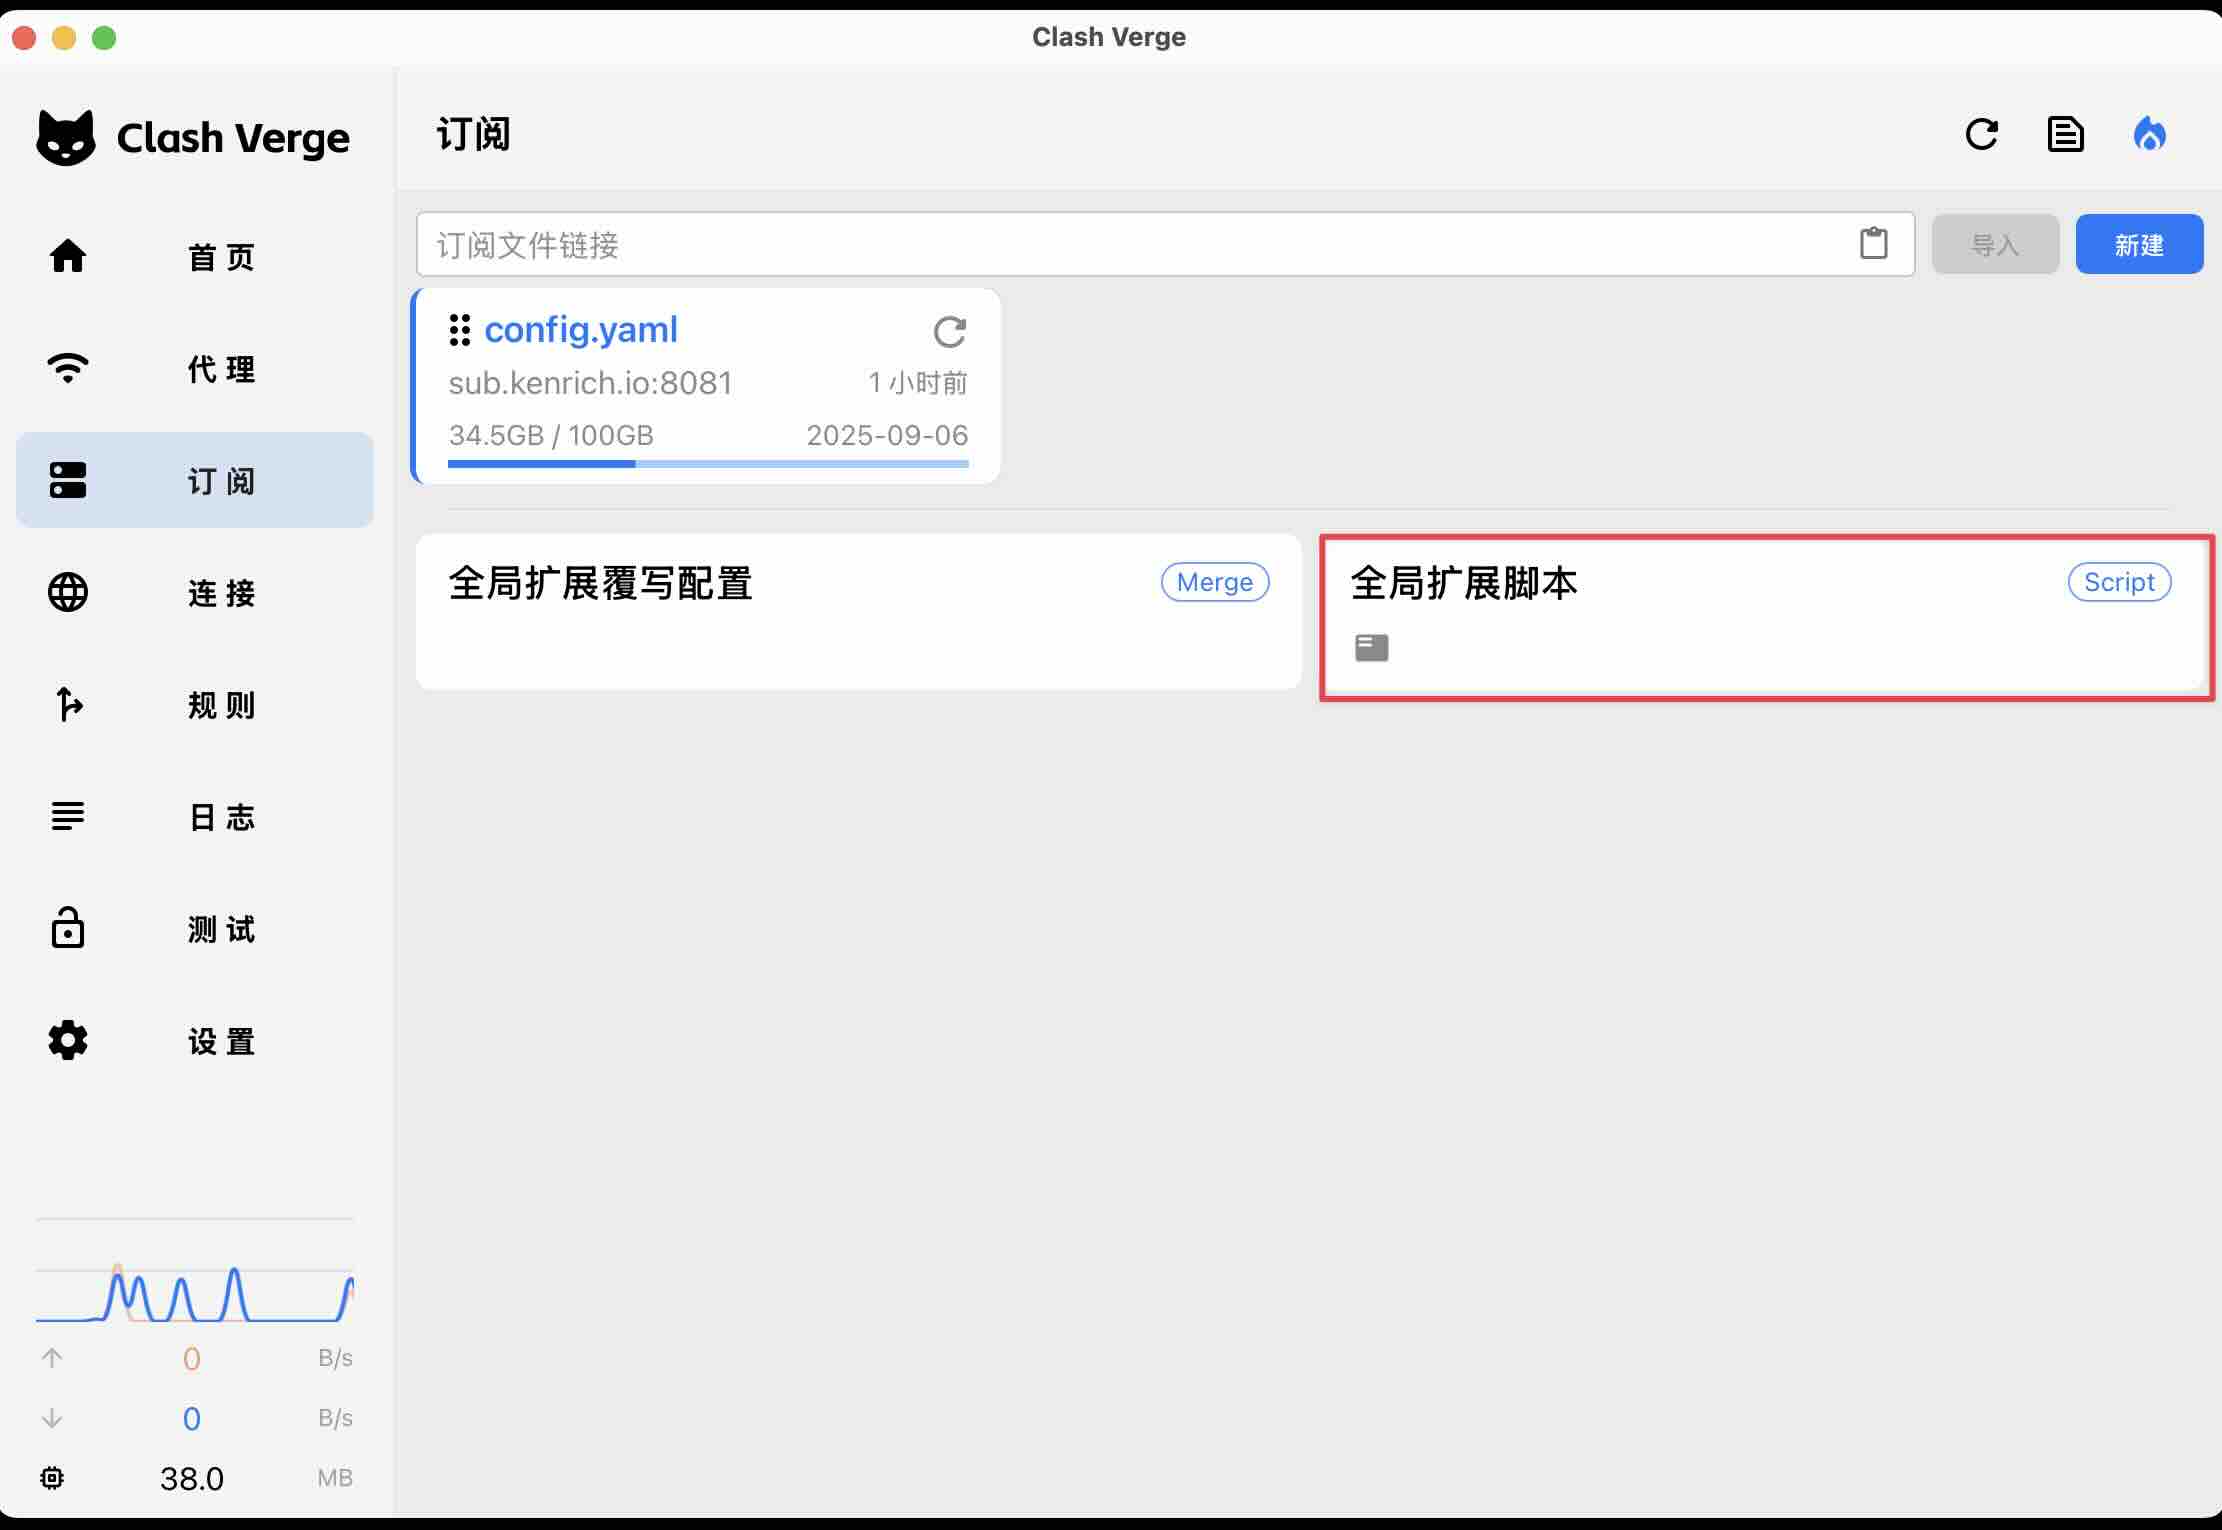 Clash Verge
Clash Verge
首页
代理
订阅
连接
规则
日志
测试
设置
0 B/s
0 B/s
38.0 MB
订阅
订阅文件链接
导入
新建
config.yaml
sub.kenrich.io:8081 1 小时前
34.5GB / 100GB 2025-09-06
全局扩展覆写配置 Merge
全局扩展脚本 Script